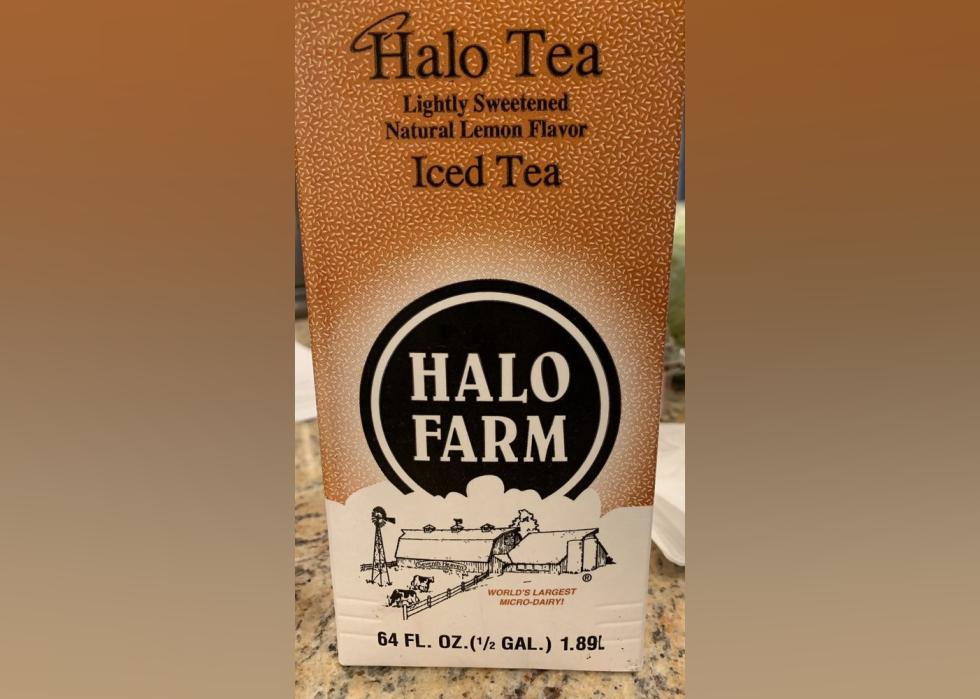 Halo Tea
Lightly Sweetened
Natural Lemon Flavor
Iced Tea
HALO
FARM
®
WORLD'S LARGEST
MICRO-DAIRY!
64 FL. OZ.(1/2 GAL.) 1.89L